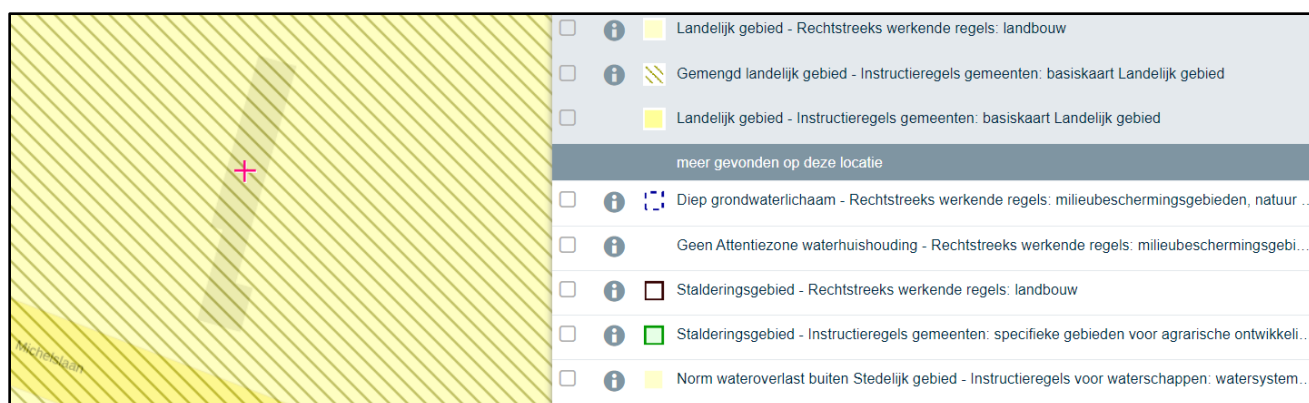 Michelslaan
Landelijk gebied - Rechtstreeks werkende regels: landbouw
Gemengd landelijk gebied - Instructieregels gemeenten: basiskaart Landelijk gebied
Landelijk gebied - Instructieregels gemeenten: basiskaart Landelijk gebied
meer gevonden op deze locatie
Diep grondwaterlichaam - Rechtstreeks werkende regels: milieubeschermingsgebieden, natuur ...
Geen Attentiezone waterhuishouding - Rechtstreeks werkende regels: milieubeschermingsgebi...
Stalderingsgebied - Rechtstreeks werkende regels: landbouw
Stalderingsgebied - Instructieregels gemeenten: specifieke gebieden voor agrarische ontwikkeli...
Norm wateroverlast buiten Stedelijk gebied - Instructieregels voor waterschappen: watersystem...